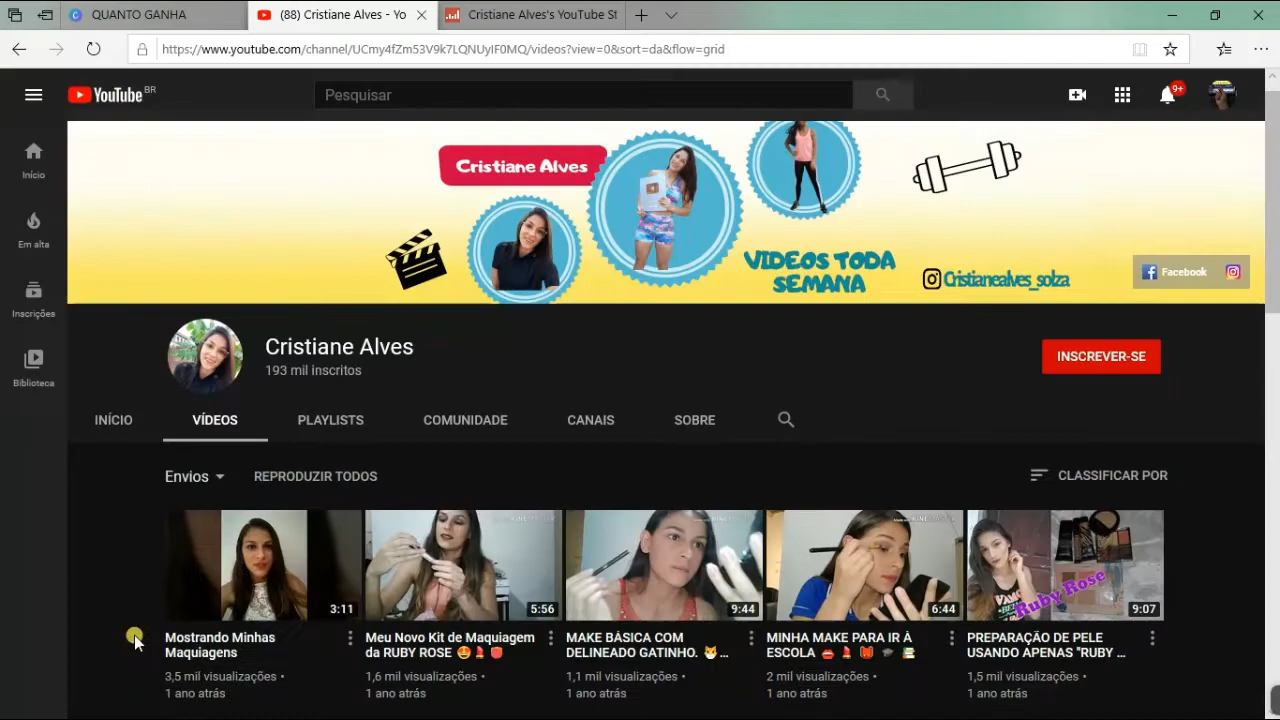 QUANTO GANHA
(88) Cristiane Alves - Yo
Cristiane Alves's YouTube St
https://www.youtube.com/channel/UCmy4fZm53V9k7LQNUyIF0MQ/videos?view=0&sort=da&flow=grid
YouTube BR
Pesquisar
9+
Início
Em alta
Inscrições
Biblioteca
Cristiane Alves
VIDEOS TODA
SEMANA
Cristianealves_solza
Facebook
Cristiane Alves
193 mil inscritos
INSCREVER-SE
INÍCIO VÍDEOS PLAYLISTS COMUNIDADE CANAIS SOBRE
Envios REPRODUZIR TODOS CLASSIFICAR POR
3:11
5:56
9:44
6:44
Ruby Rose
9:07
Mostrando Minhas
Maquiagens
3,5 mil visualizações •
1 ano atrás
Meu Novo Kit de Maquiagem
da RUBY ROSE 😍💄🌹
1,6 mil visualizações •
1 ano atrás
MAKE BÁSICA COM
DELINEADO GATINHO. 🐱...
1,1 mil visualizações •
1 ano atrás
MINHA MAKE PARA IR À
ESCOLA 👄💄🎒🎓📚
2 mil visualizações •
1 ano atrás
PREPARAÇÃO DE PELE
USANDO APENAS "RUBY ...
1,5 mil visualizações •
1 ano atrás